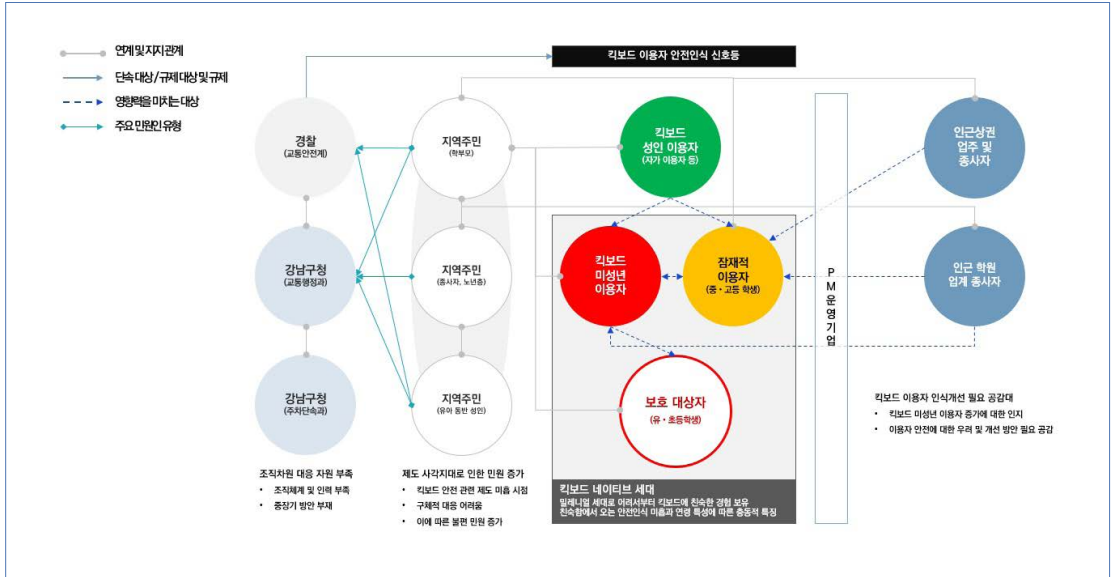 연계 및 지지관계
단속 대상 / 규제 대상 및 규제
영향력을 미치는 대상
주요 민원인 유형
킥보드 이용자 안전인식 신호등
경찰
(교통안전계)
지역주민
(학부모)
킥보드
성인 이용자
(자가 이용자 등)
인근상권
업주 및
종사자
강남구청
(교통행정과)
지역주민
(종사자, 노년층)
킥보드
미성년
이용자
잠재적
이용자
(중·고등 학생)
PM운영기업
인근 학원
업계 종사자
강남구청
(주차단속과)
지역주민
(유아 동반 성인)
보호 대상자
(유·초등학생)
킥보드 이용자 인식개선 필요 공감대
• 킥보드 미성년 이용자 증가에 대한 인지
• 이용자 안전에 대한 우려 및 개선 방안 필요 공감
조직차원 대응 자원 부족
• 조직체계 및 인력 부족
• 중장기 방안 부재
제도 사각지대로 인한 민원 증가
• 킥보드 안전 관련 제도 미흡 시점
• 구체적 대응 어려움
• 이에 따른 불편 민원 증가
킥보드 네이티브 세대
밀레니얼 세대로 어려서부터 킥보드에 친숙한 경험 보유
친숙함에서 오는 안전인식 미흡과 연령 특성에 따른 충동적 특징